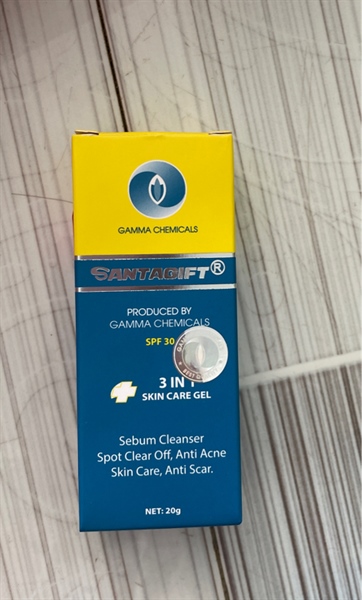 GAMMA CHEMICALS
SANTAGIFT®
PRODUCED BY
GAMMA CHEMICALS
SPF 30
3 IN 1
SKIN CARE GEL
Sebum Cleanser
Spot Clear Off, Anti Acne
Skin Care, Anti Scar.
NET: 20g